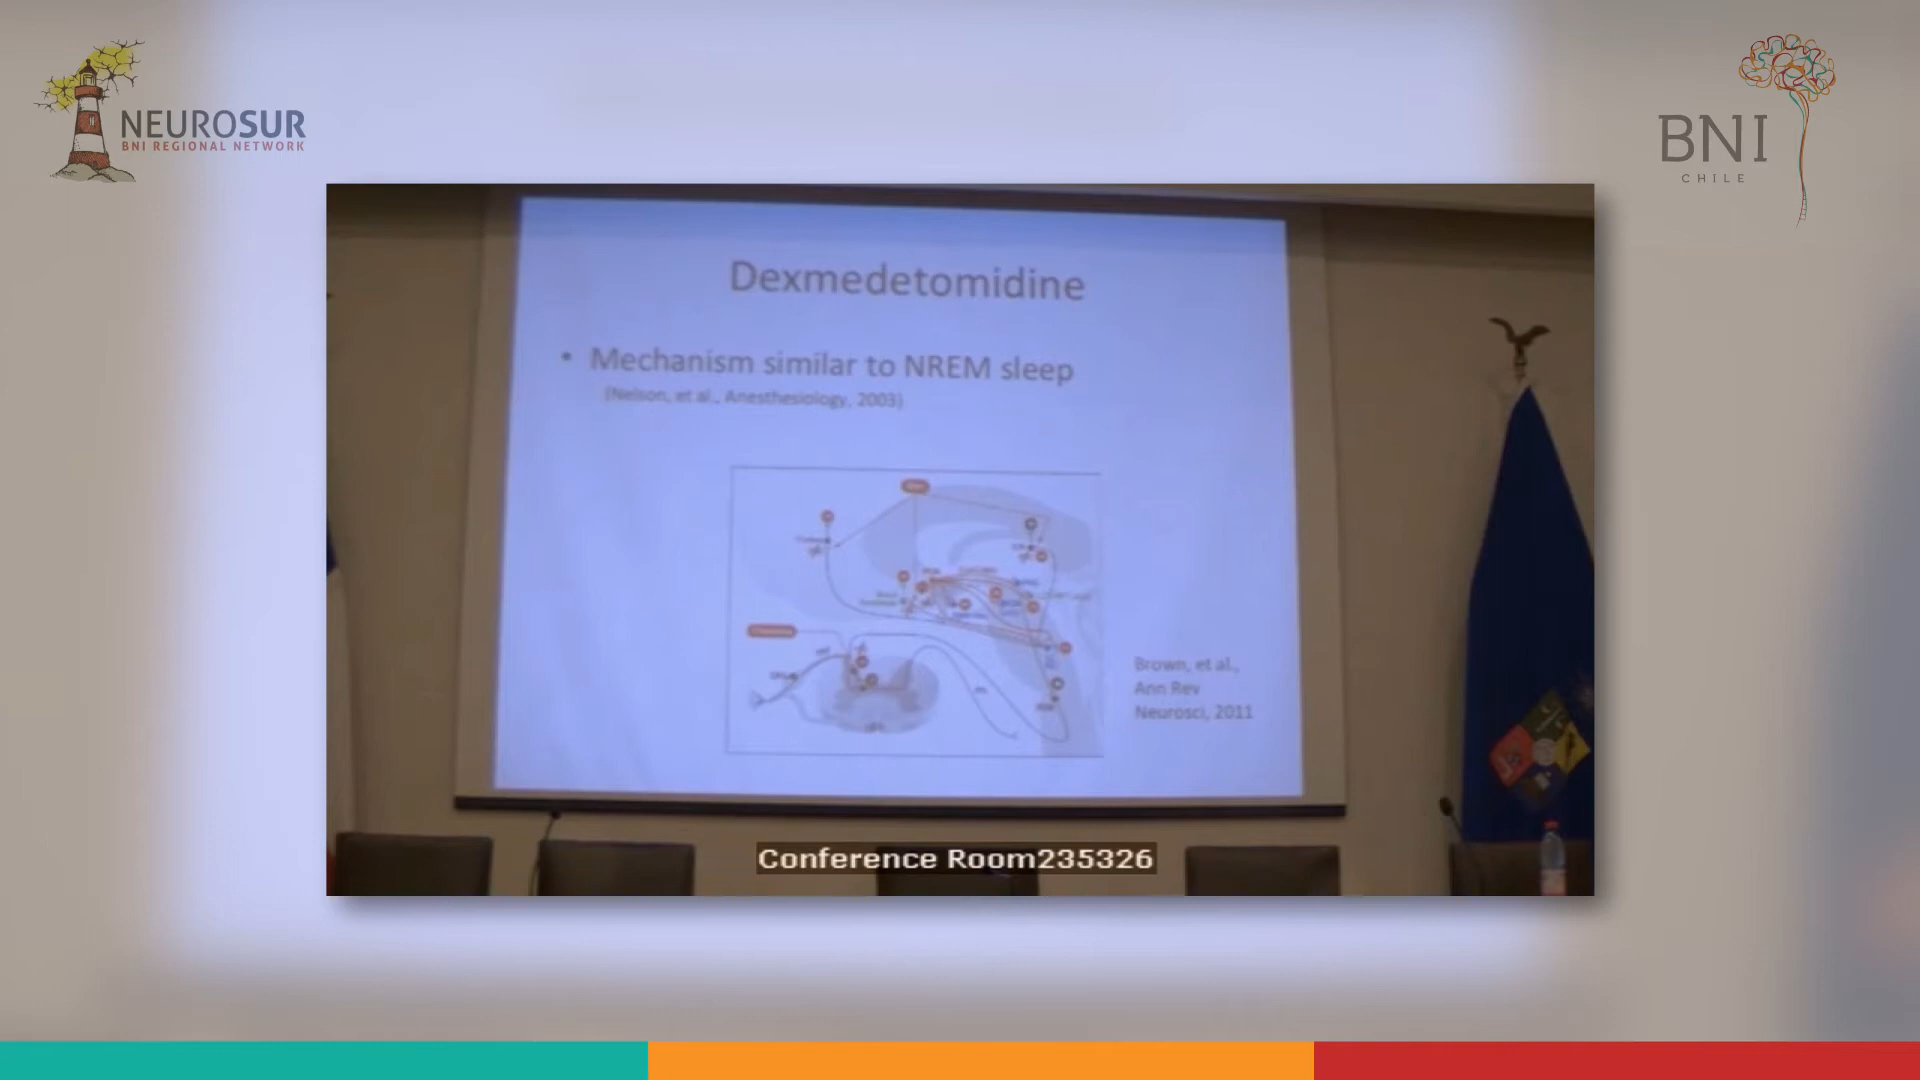 NEUROSUR
BNI REGIONAL NETWORK
BNI
CHILE
Dexmedetomidine
• Mechanism similar to NREM sleep
(Nelson, et al., Anesthesiology, 2003)
Brown, et al.,
Ann Rev
Neurosci, 2011
Conference Room235326